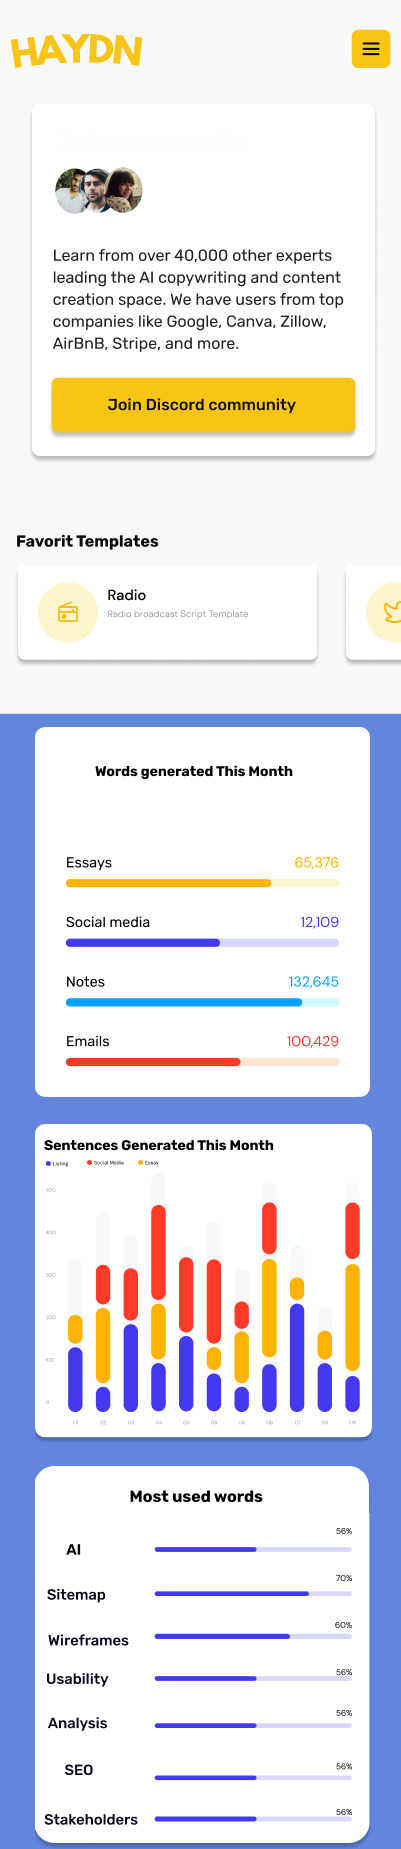 HAYDN
Learn from over 40,000 other experts
leading the AI copywriting and content
creation space. We have users from top
companies like Google, Canva, Zillow,
AirBnB, Stripe, and more.
Join Discord community
Favorit Templates
Radio
Radio broadcast Script Template
Words generated This Month
Essays 65,376
Social media 12,109
Notes 132,645
Emails 100,429
Sentences Generated This Month
Listing Social Media Essay
500
400
300
200
100
0
01 02 03 04 05 06 06 06 07 08 09
Most used words
56%
AI
70%
Sitemap
60%
Wireframes
56%
Usability
56%
Analysis
56%
SEO
56%
Stakeholders